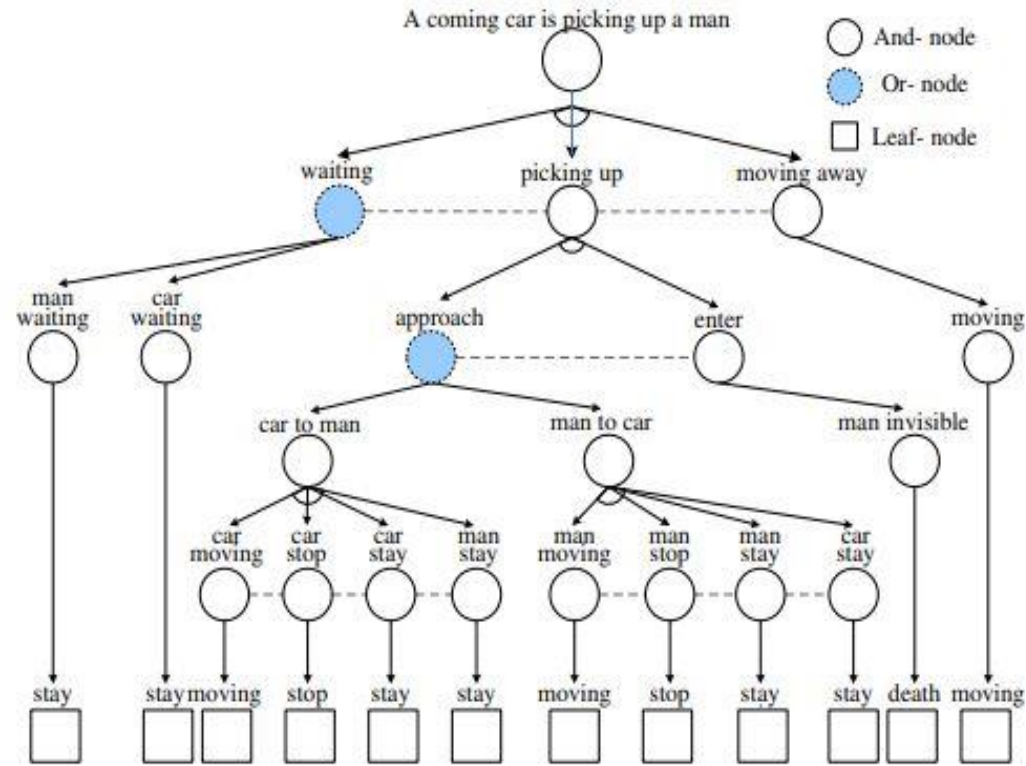 A coming car is picking up a man
And- node
Or- node
Leaf- node
waiting
picking up
moving away
man
waiting
car
waiting
approach
enter
moving
car to man
man to car
man invisible
car
moving
car
stop
car
stay
man
stay
man
moving
man
stop
man
stay
car
stay
stay
stay
moving
stop
stay
stay
moving
stop
stay
stay
death
moving